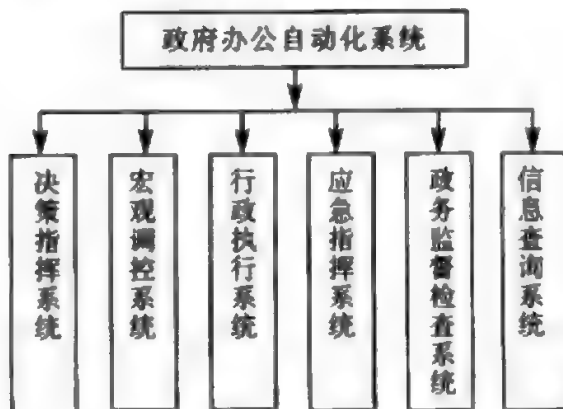 政府办公自动化系统
决策指挥系统
宏观调控系统
行政执行系统
应急指挥系统
政务监督检查系统
信息查询系统